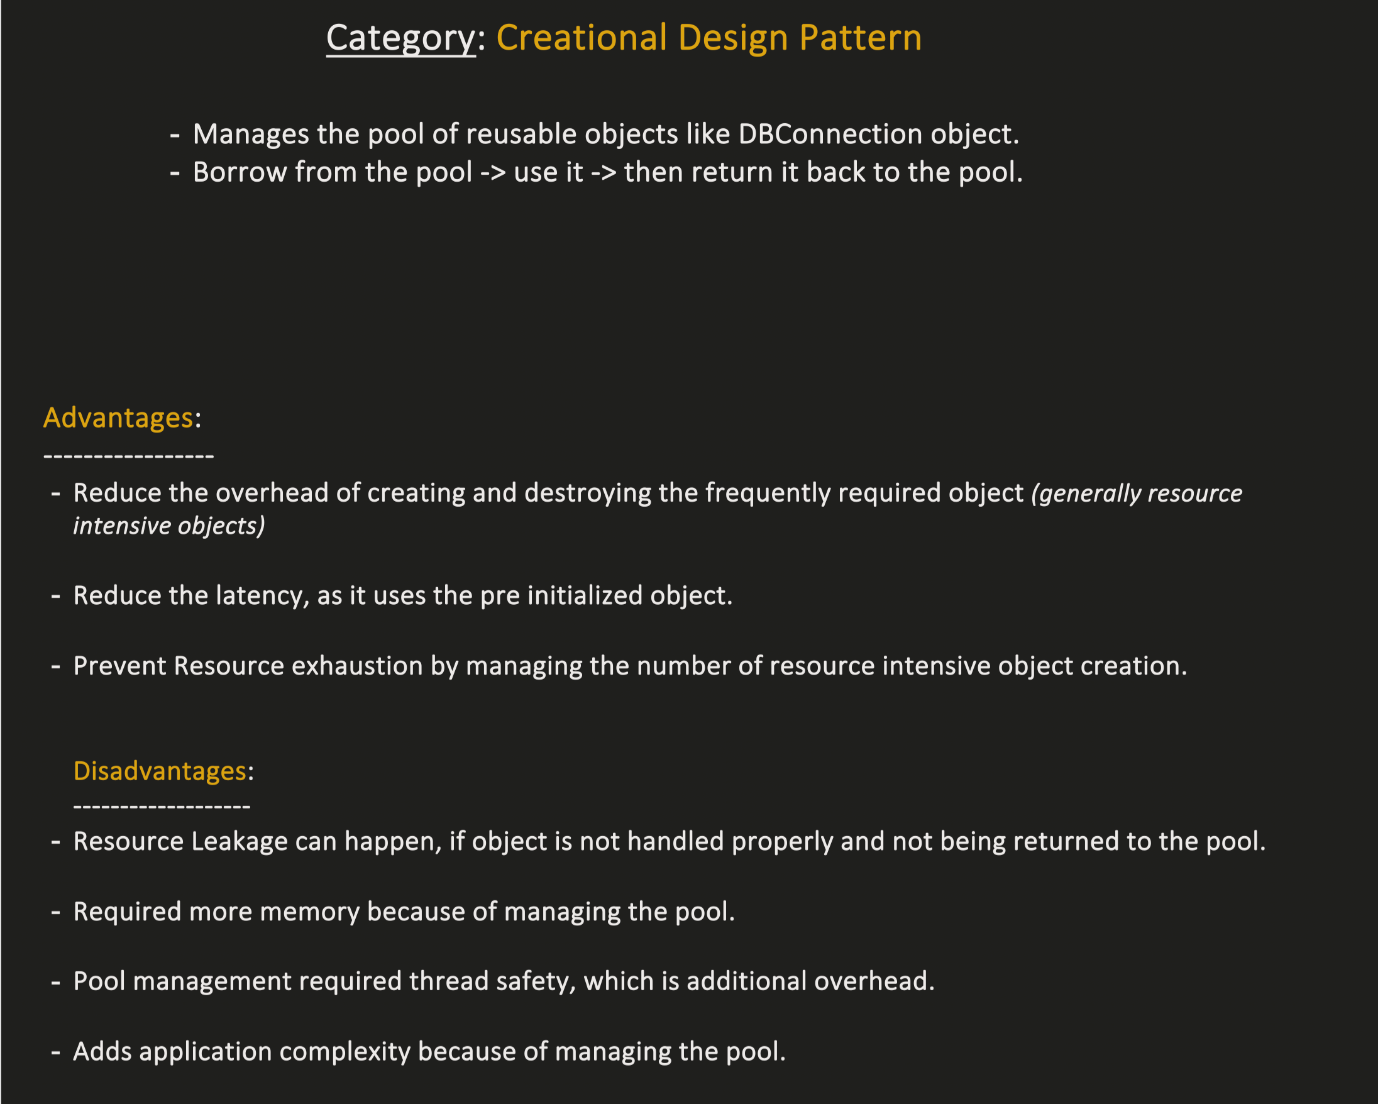 Category: Creational Design Pattern
- Manages the pool of reusable objects like DBConnection object.
- Borrow from the pool -> use it -> then return it back to the pool.
Advantages:
-----------------
- Reduce the overhead of creating and destroying the frequently required object (generally resource
intensive objects)
- Reduce the latency, as it uses the pre initialized object.
- Prevent Resource exhaustion by managing the number of resource intensive object creation.
Disadvantages:
-------------------
- Resource Leakage can happen, if object is not handled properly and not being returned to the pool.
- Required more memory because of managing the pool.
- Pool management required thread safety, which is additional overhead.
- Adds application complexity because of managing the pool.